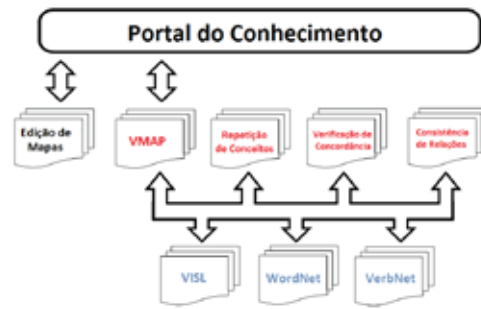 Portal do Conhecimento
Edição de
Mapas
VMAP
Repetição
de Conceitos
Verificação de
Concordância
Consistência
de Relações
VISL
WordNet
VerbNet